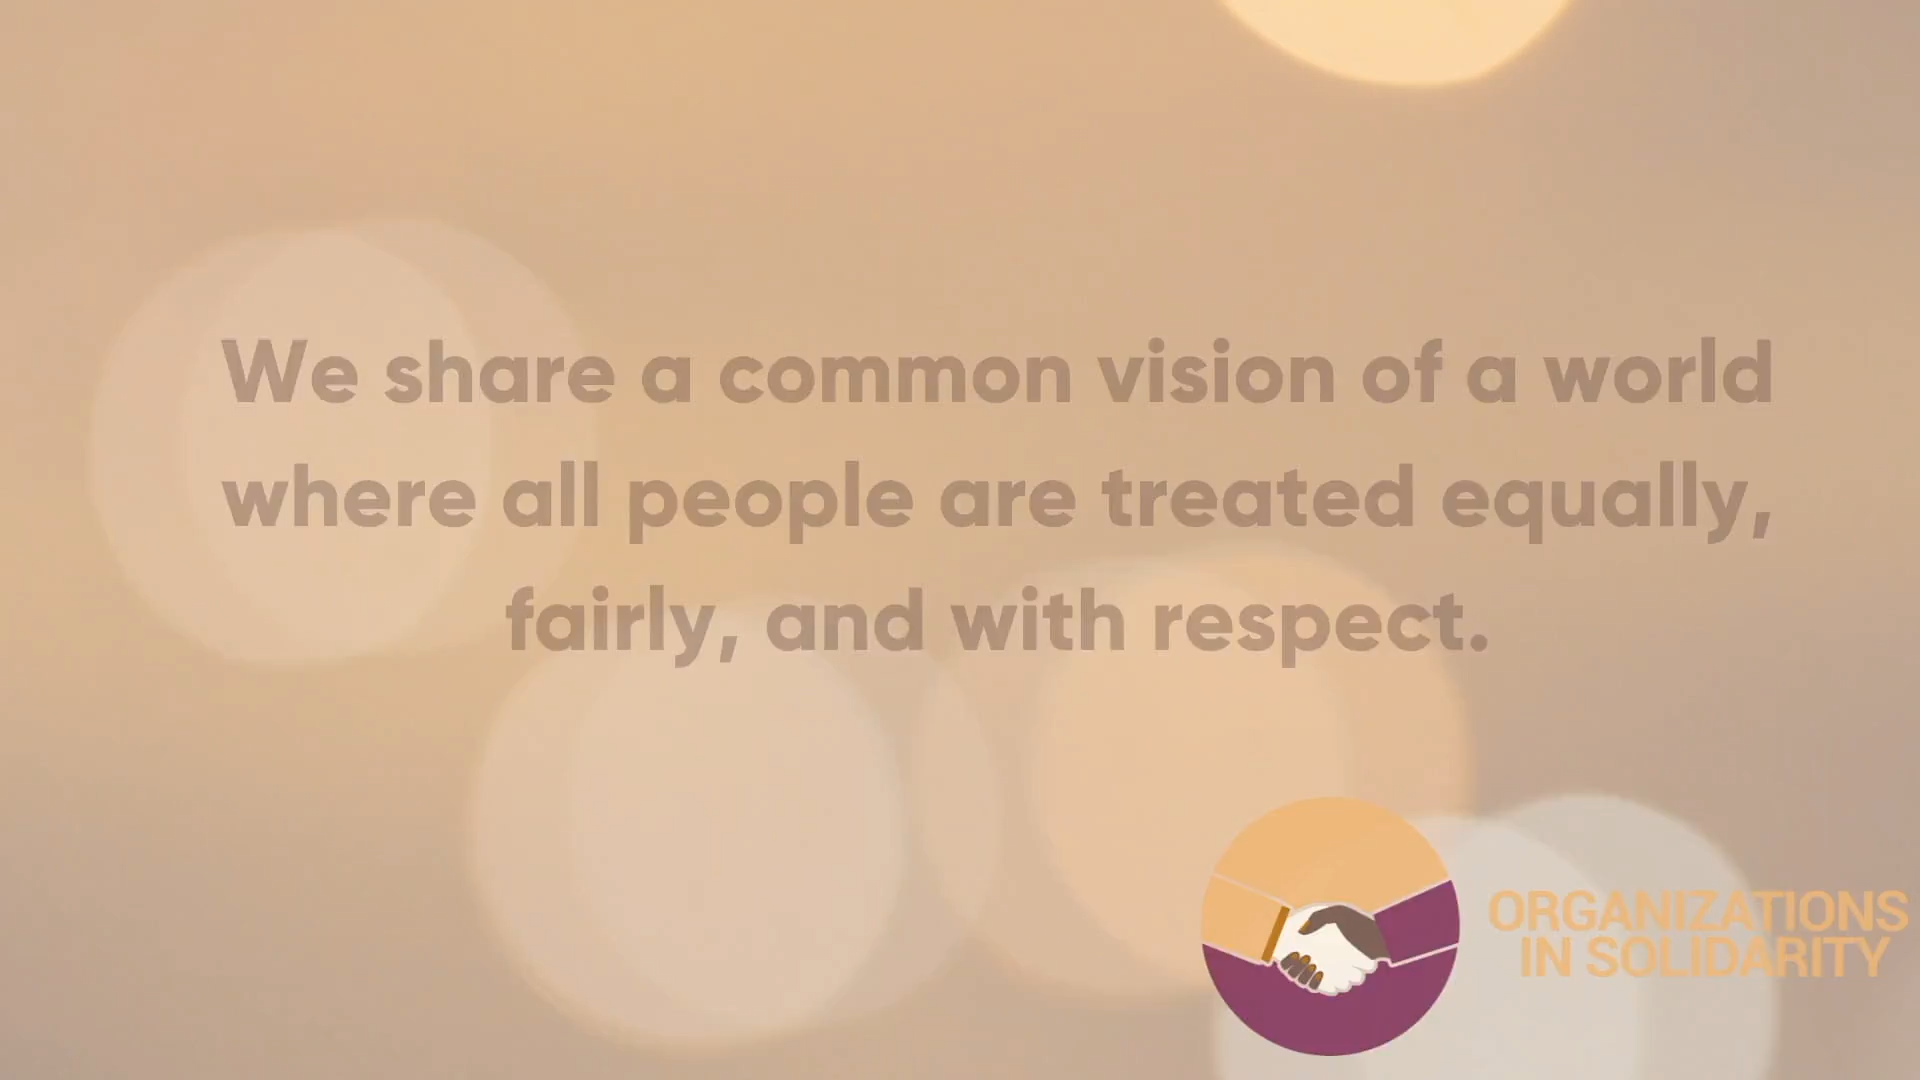 We share a common vision of a world
where all people are treated equally,
fairly, and with respect.
ORGANIZATIONS
IN SOLIDARITY